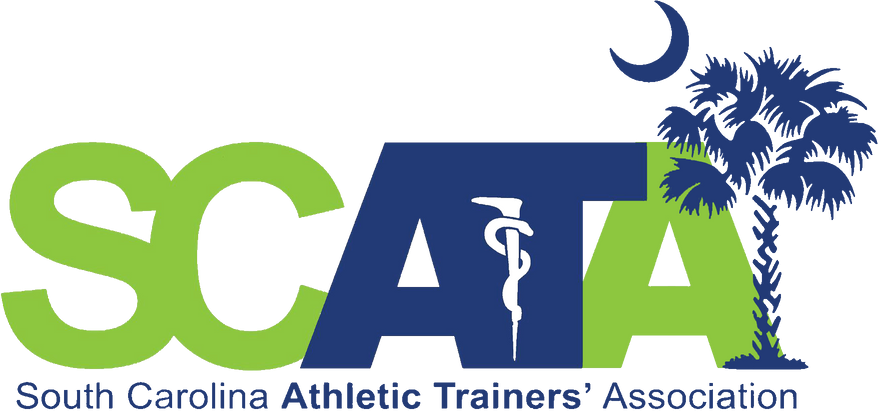 SCATA
South Carolina Athletic Trainers’ Association